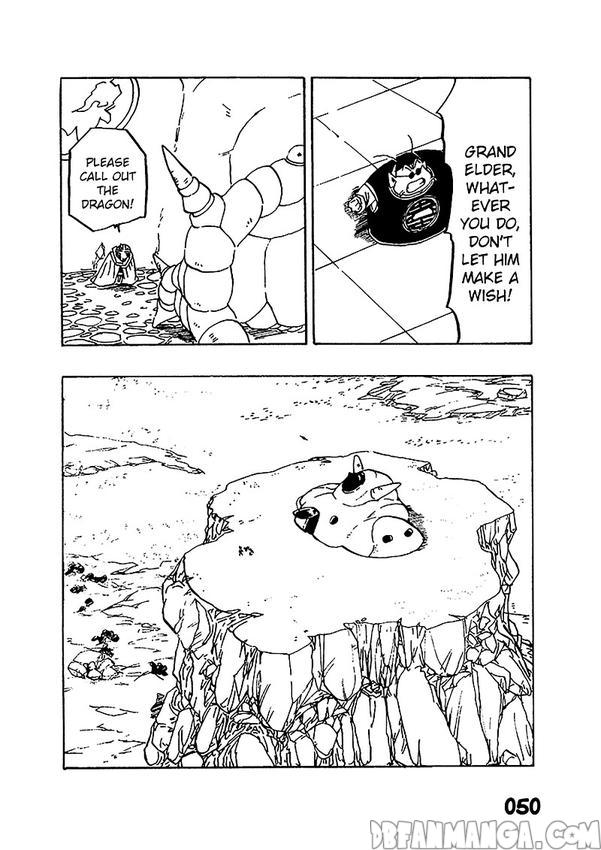 GRAND
ELDER,
WHAT-
EVER
YOU DO,
DON'T
LET HIM
MAKE A
WISH!
PLEASE
CALL OUT
THE
DRAGON!
050
DBFANMANGA.COM